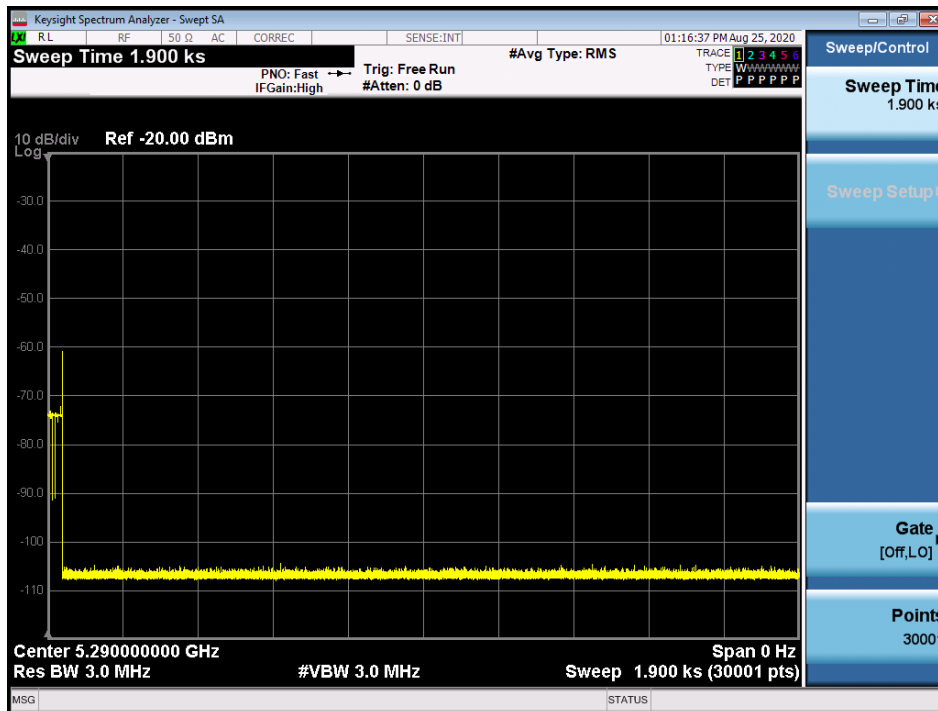 Keysight Spectrum Analyzer - Swept SA
LXI RL RF 50 Ω AC CORREC SENSE:INT 01:16:37 PM Aug 25, 2020
Sweep Time 1.900 ks
PNO: Fast
IFGain:High
Trig: Free Run
#Atten: 0 dB
#Avg Type: RMS
TRACE 1 2 3 4 5 6
TYPE WWWWWW
DET P P P P P P
10 dB/div
Log
Ref -20.00 dBm
-30.0
-40.0
-50.0
-60.0
-70.0
-80.0
-90.0
-100
-110
Center 5.290000000 GHz
Span 0 Hz
Res BW 3.0 MHz
#VBW 3.0 MHz
Sweep 1.900 ks (30001 pts)
MSG
STATUS
Sweep/Control
Sweep Time
1.900 ks
Sweep Setup
Gate
[Off,LO]
Points
30001